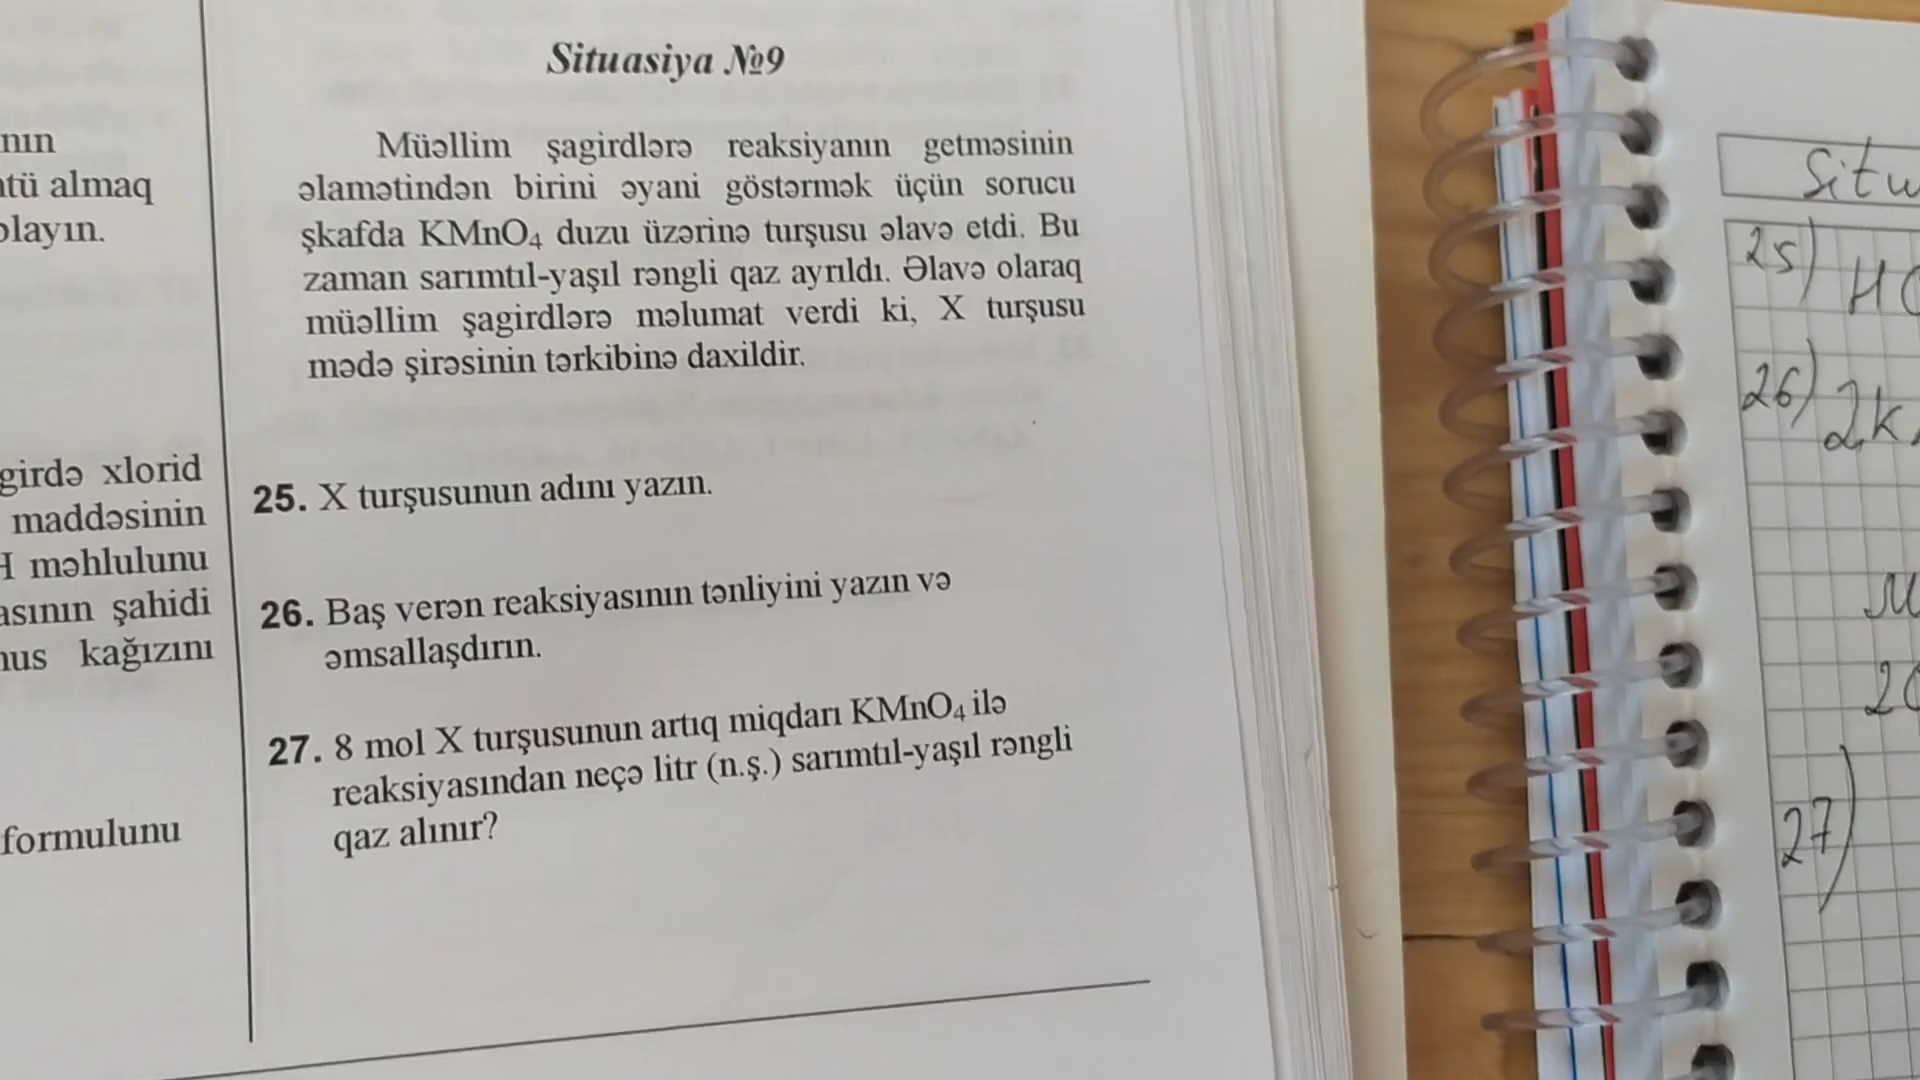 nın
tü almaq
playın.
girdə xlorid
maddəsinin
məhlulunu
asının şahidi
kağızını
formulunu
Situasiya №9
Müəllim şagirdlərə reaksiyanın getməsinin
əlamətindən birini əyani göstərmək üçün sorucu
şkafda KMnO₄ duzu üzərinə turşusu əlavə etdi. Bu
zaman sarımtıl-yaşıl rəngli qaz ayrıldı. Əlavə olaraq
müəllim şagirdlərə məlumat verdi ki, X turşusu
mədə şirəsinin tərkibinə daxildir.
25. X turşusunun adını yazın.
26. Baş verən reaksiyasının tənliyini yazın və
əmsallaşdırın.
27. 8 mol X turşusunun artıq miqdarı KMnO₄ ilə
reaksiyasından neçə litr (n.ş.) sarımtıl-yaşıl rəngli
qaz alınır?
Situ
25) H
26) 2K
M
2
27)